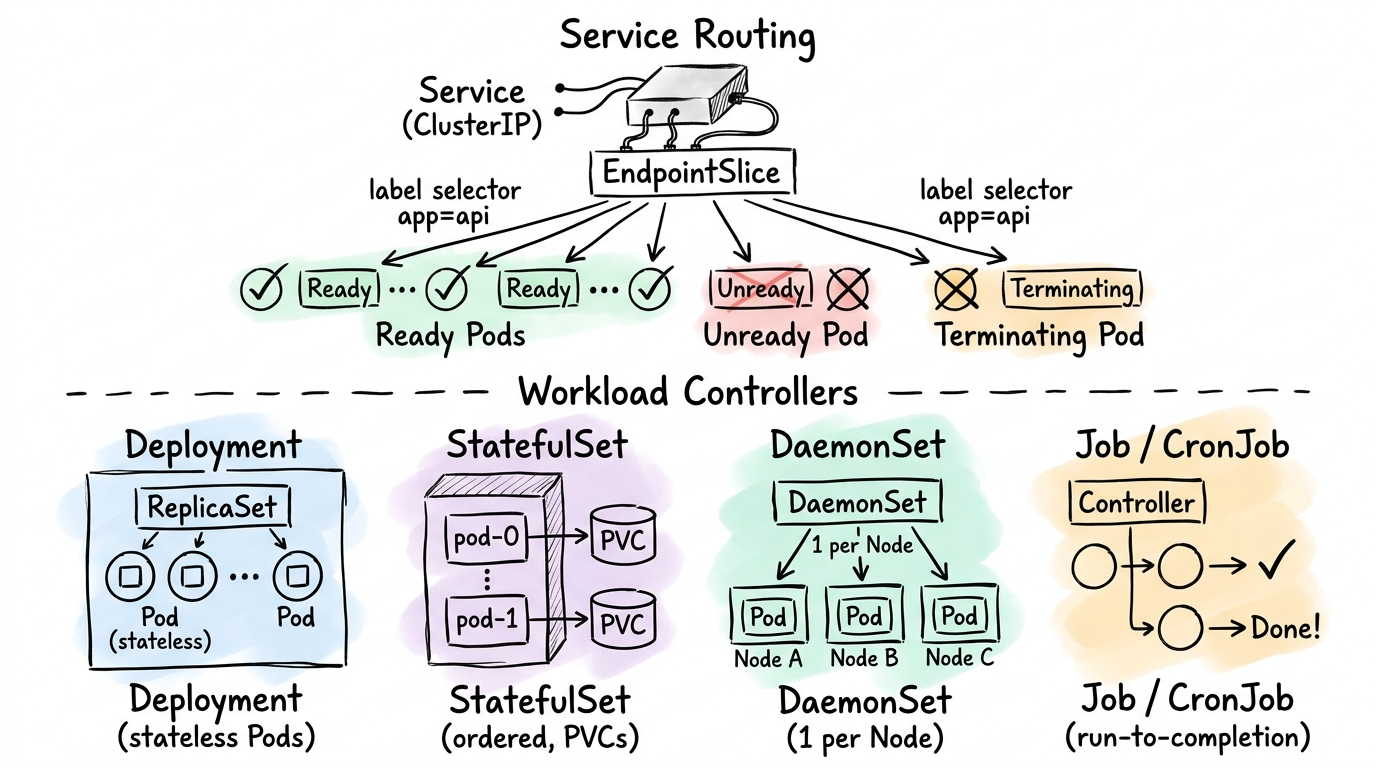 Service Routing
Service
(ClusterIP)
EndpointSlice
label selector
app=api
label selector
app=api
Ready ... Ready ...
Unready
Terminating
Ready Pods
Unready Pod
Terminating Pod
Workload Controllers
Deployment
ReplicaSet
...
Pod
(stateless)
Pod
Deployment
(stateless Pods)
StatefulSet
pod-0
PVC
pod-1
PVC
StatefulSet
(ordered, PVCs)
DaemonSet
DaemonSet
1 per Node
Pod
Pod
Pod
Node A
Node B
Node C
DaemonSet
(1 per Node)
Job / CronJob
Controller
Done!
Job / CronJob
(run-to-completion)